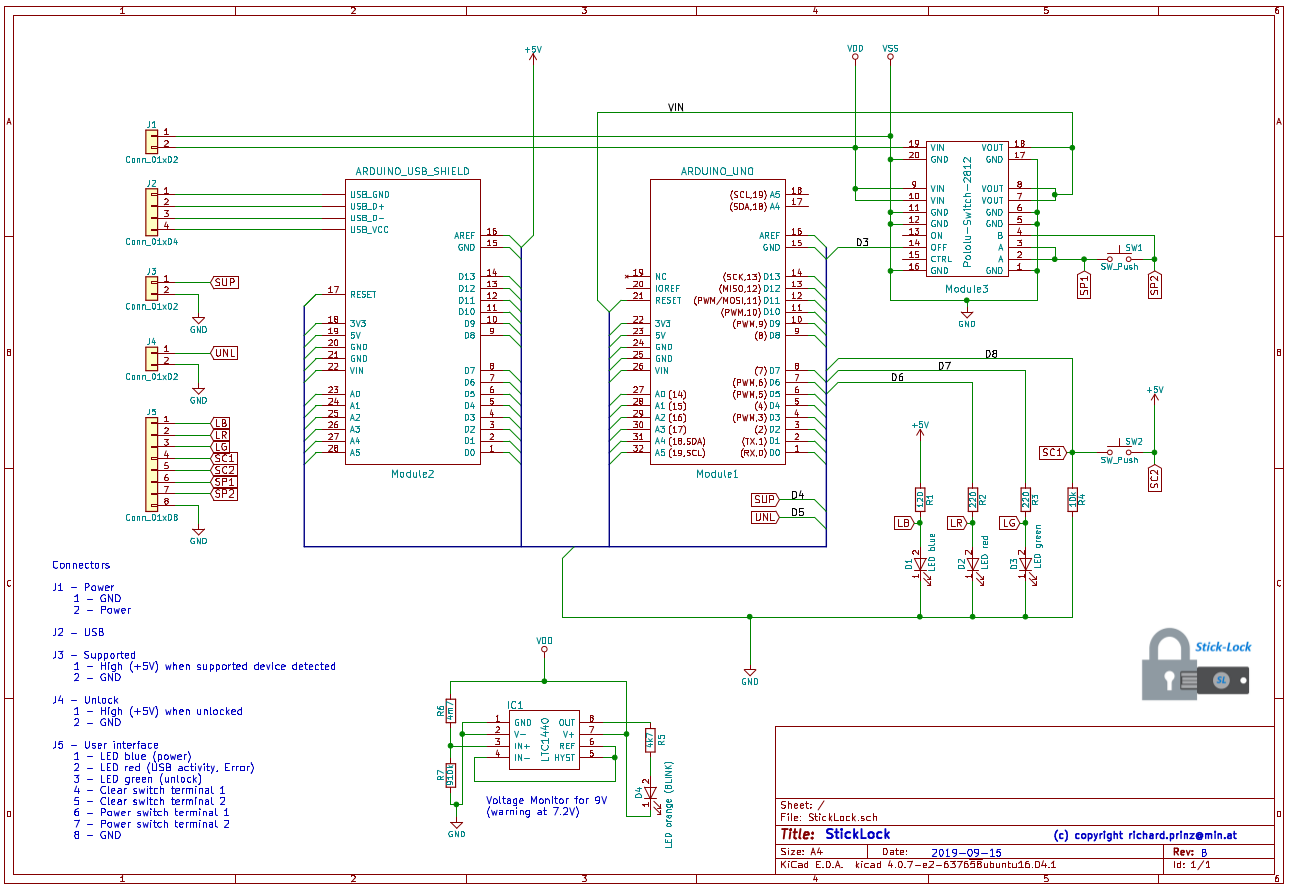 1 2 3 4 5 6
A
B
C
D
+5V
VDD
VSS
VIN
J1
1
2
Conn_01x02
J2
1
2
3
4
Conn_01x04
J3
1
2
Conn_01x02
SUP
GND
J4
1
2
Conn_01x02
UNL
GND
J5
1
2
3
4
5
6
7
8
Conn_01x08
LB
LR
LG
SC1
SC2
SP1
SP2
GND
ARDUINO_USB_SHIELD
USB_GND
USB_D+
USB_D-
USB_VCC
AREF 16
GND 15
D13 14
D12 13
D11 12
D10 11
D9 10
D8 9
D7 8
D6 7
D5 6
D4 5
D3 4
D2 3
D1 2
D0 1
17 RESET
18 3V3
19 5V
20 GND
21 GND
22 VIN
23 A0
24 A1
25 A2
26 A3
27 A4
28 A5
Module2
ARDUINO_UNO
(SCL,19) A5 18
(SDA,18) A4 17
AREF 16
GND 15
(SCK,13) D13 14
(MISO,12) D12 13
(PWM/MOSI,11) D11 12
(PWM,10) D10 11
(PWM,9) D9 10
(8) D8 9
(7) D7 8
(PWM,6) D6 7
(PWM,5) D5 6
(4) D4 5
(PWM,3) D3 4
(2) D2 3
(TX,1) D1 2
(RX,0) D0 1
19 NC
20 IOREF
21 RESET
22 3V3
23 5V
24 GND
25 GND
26 VIN
27 A0 (14)
28 A1 (15)
29 A2 (16)
30 A3 (17)
31 A4 (18,SDA)
32 A5 (19,SCL)
Module1
SUP D4
UNL D5
D3
D8
D7
D6
Pololu-Switch-2812
19 VIN
20 GND
9 VIN
10 VIN
11 GND
12 GND
13 ON
14 OFF
15 CTRL
16 GND
VOUT 18
GND 17
VOUT 8
VOUT 7
GND 6
GND 5
B 4
A 3
A 2
GND 1
Module3
GND
SW1
SW_Push
SP1
SP2
+5V
SC1
SW2
SW_Push
SC2
+5V
120 R1
220 R2
220 R3
10k R4
LB
LR
LG
D1 1 2 LED blue
D2 1 2 LED red
D3 1 2 LED green
GND
VDD
R6 4m7
R7 910k
IC1
LTC1440
1 GND
2 V-
3 IN+
4 IN-
OUT 8
V+ 7
REF 6
HYST 5
4k7 R5
D4 1 2 LED orange (BLINK)
GND
Voltage Monitor for 9V
(warning at 7.2V)
Connectors
J1 - Power
1 - GND
2 - Power
J2 - USB
J3 - Supported
1 - High (+5V) when supported device detected
2 - GND
J4 - Unlock
1 - High (+5V) when unlocked
2 - GND
J5 - User interface
1 - LED blue (power)
2 - LED red (USB activity, Error)
3 - LED green (unlock)
4 - Clear switch terminal 1
5 - Clear switch terminal 2
6 - Power switch terminal 1
7 - Power switch terminal 2
8 - GND
Stick-Lock
SL
Sheet: /
File: StickLock.sch
Title: StickLock (c) copyright richard.prinz@min.at
Size: A4 Date: 2019-09-15 Rev: B
KiCad E.D.A. kicad 4.0.7-e2-6376~58~ubuntu16.04.1 Id: 1/1
1 2 3 4 5 6